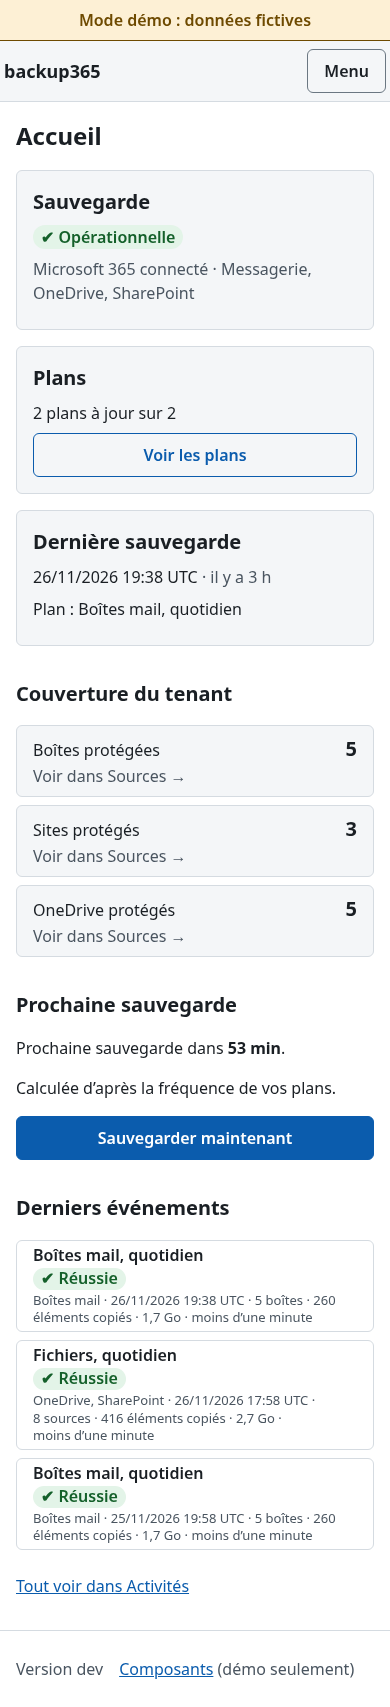 Mode démo : données fictives
backup365
Menu
Accueil
Sauvegarde
✔ Opérationnelle
Microsoft 365 connecté · Messagerie,
OneDrive, SharePoint
Plans
2 plans à jour sur 2
Voir les plans
Dernière sauvegarde
26/11/2026 19:38 UTC · il y a 3 h
Plan : Boîtes mail, quotidien
Couverture du tenant
Boîtes protégées 5
Voir dans Sources →
Sites protégés 3
Voir dans Sources →
OneDrive protégés 5
Voir dans Sources →
Prochaine sauvegarde
Prochaine sauvegarde dans 53 min.
Calculée d’après la fréquence de vos plans.
Sauvegarder maintenant
Derniers événements
Boîtes mail, quotidien
✔ Réussie
Boîtes mail · 26/11/2026 19:38 UTC · 5 boîtes · 260
éléments copiés · 1,7 Go · moins d’une minute
Fichiers, quotidien
✔ Réussie
OneDrive, SharePoint · 26/11/2026 17:58 UTC ·
8 sources · 416 éléments copiés · 2,7 Go ·
moins d’une minute
Boîtes mail, quotidien
✔ Réussie
Boîtes mail · 25/11/2026 19:58 UTC · 5 boîtes · 260
éléments copiés · 1,7 Go · moins d’une minute
Tout voir dans Activités
Version dev Composants (démo seulement)